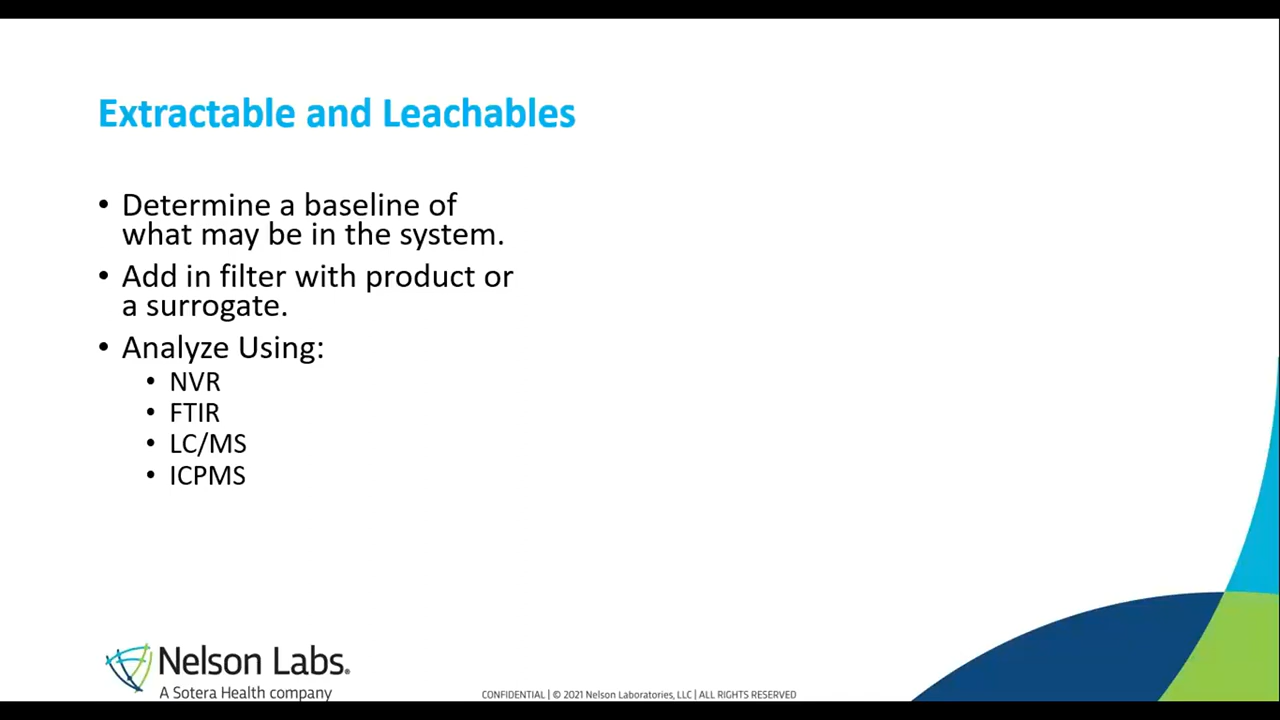 Extractable and Leachables
• Determine a baseline of
what may be in the system.
• Add in filter with product or
a surrogate.
• Analyze Using:
• NVR
• FTIR
• LC/MS
• ICPMS
Nelson Labs®
A Sotera Health company
CONFIDENTIAL | © 2021 Nelson Laboratories, LLC | ALL RIGHTS RESERVED